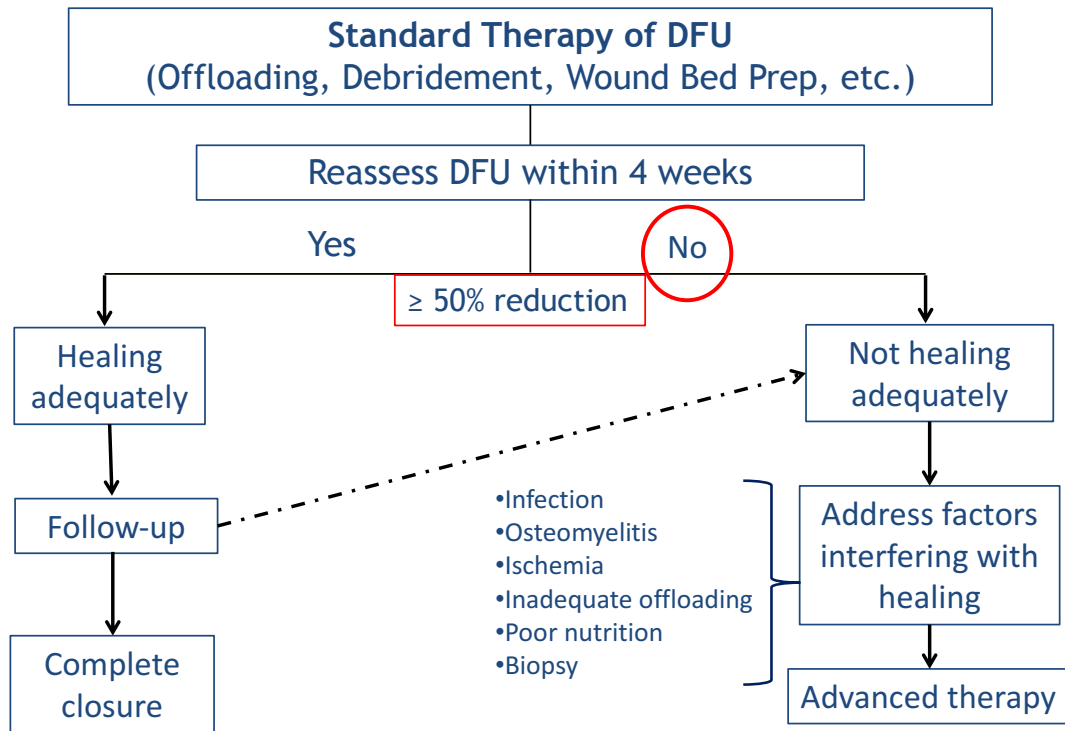 Standard Therapy of DFU
(Offloading, Debridement, Wound Bed Prep, etc.)
Reassess DFU within 4 weeks
Yes
No
≥ 50% reduction
Healing
adequately
Not healing
adequately
Follow-up
•Infection
•Osteomyelitis
•Ischemia
•Inadequate offloading
•Poor nutrition
•Biopsy
Address factors
interfering with
healing
Complete
closure
Advanced therapy